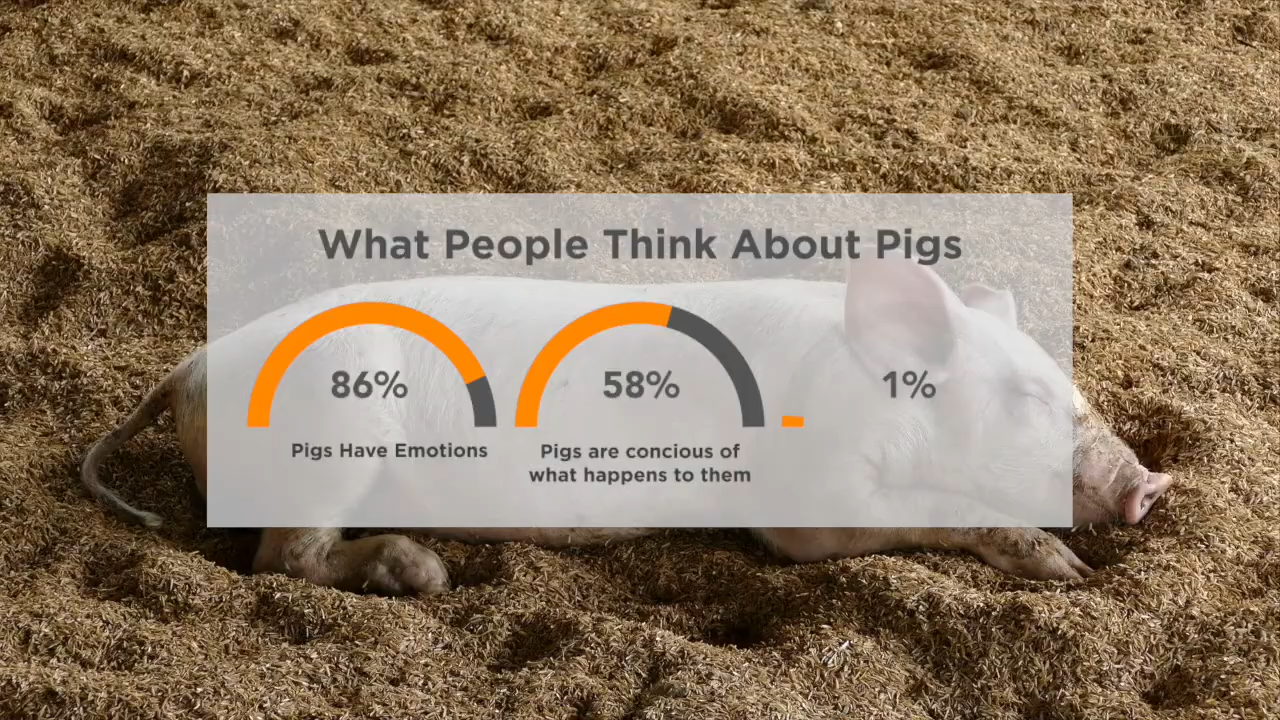 What People Think About Pigs
86%
58%
1%
Pigs Have Emotions
Pigs are concious of
what happens to them